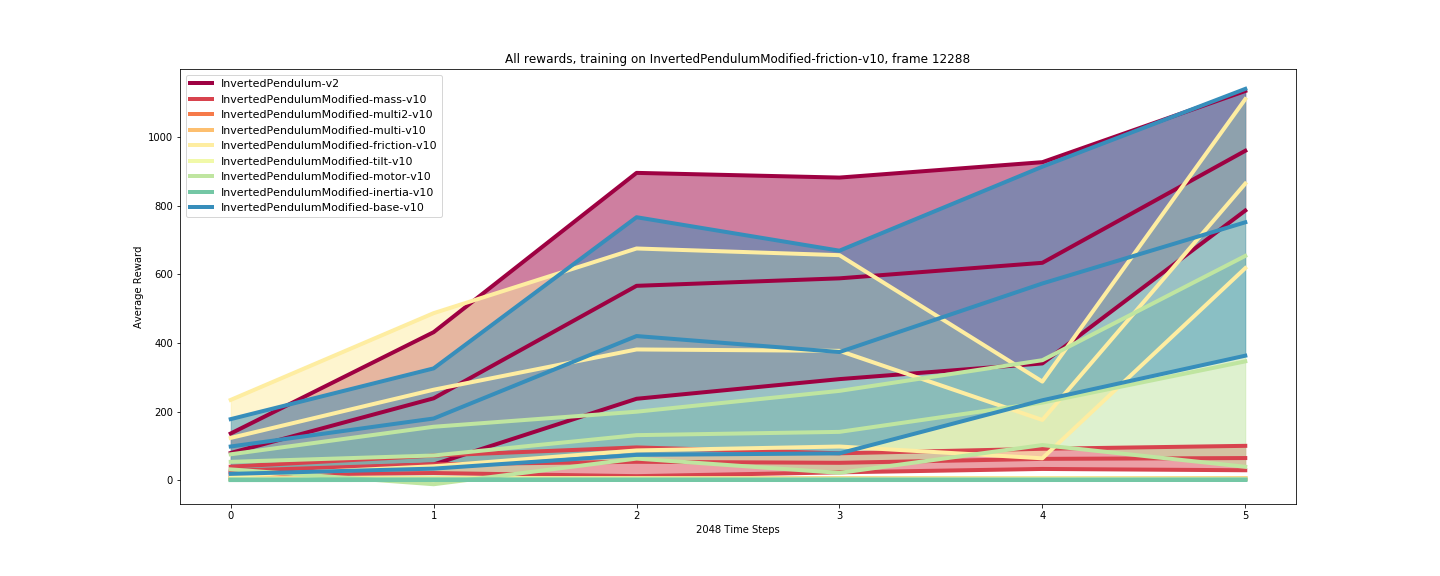 All rewards, training on InvertedPendulumModified-friction-v10, frame 12288
InvertedPendulum-v2
InvertedPendulumModified-mass-v10
InvertedPendulumModified-multi2-v10
InvertedPendulumModified-multi-v10
InvertedPendulumModified-friction-v10
InvertedPendulumModified-tilt-v10
InvertedPendulumModified-motor-v10
InvertedPendulumModified-inertia-v10
InvertedPendulumModified-base-v10
Average Reward
1000
800
600
400
200
0
0 1 2 3 4 5
2048 Time Steps